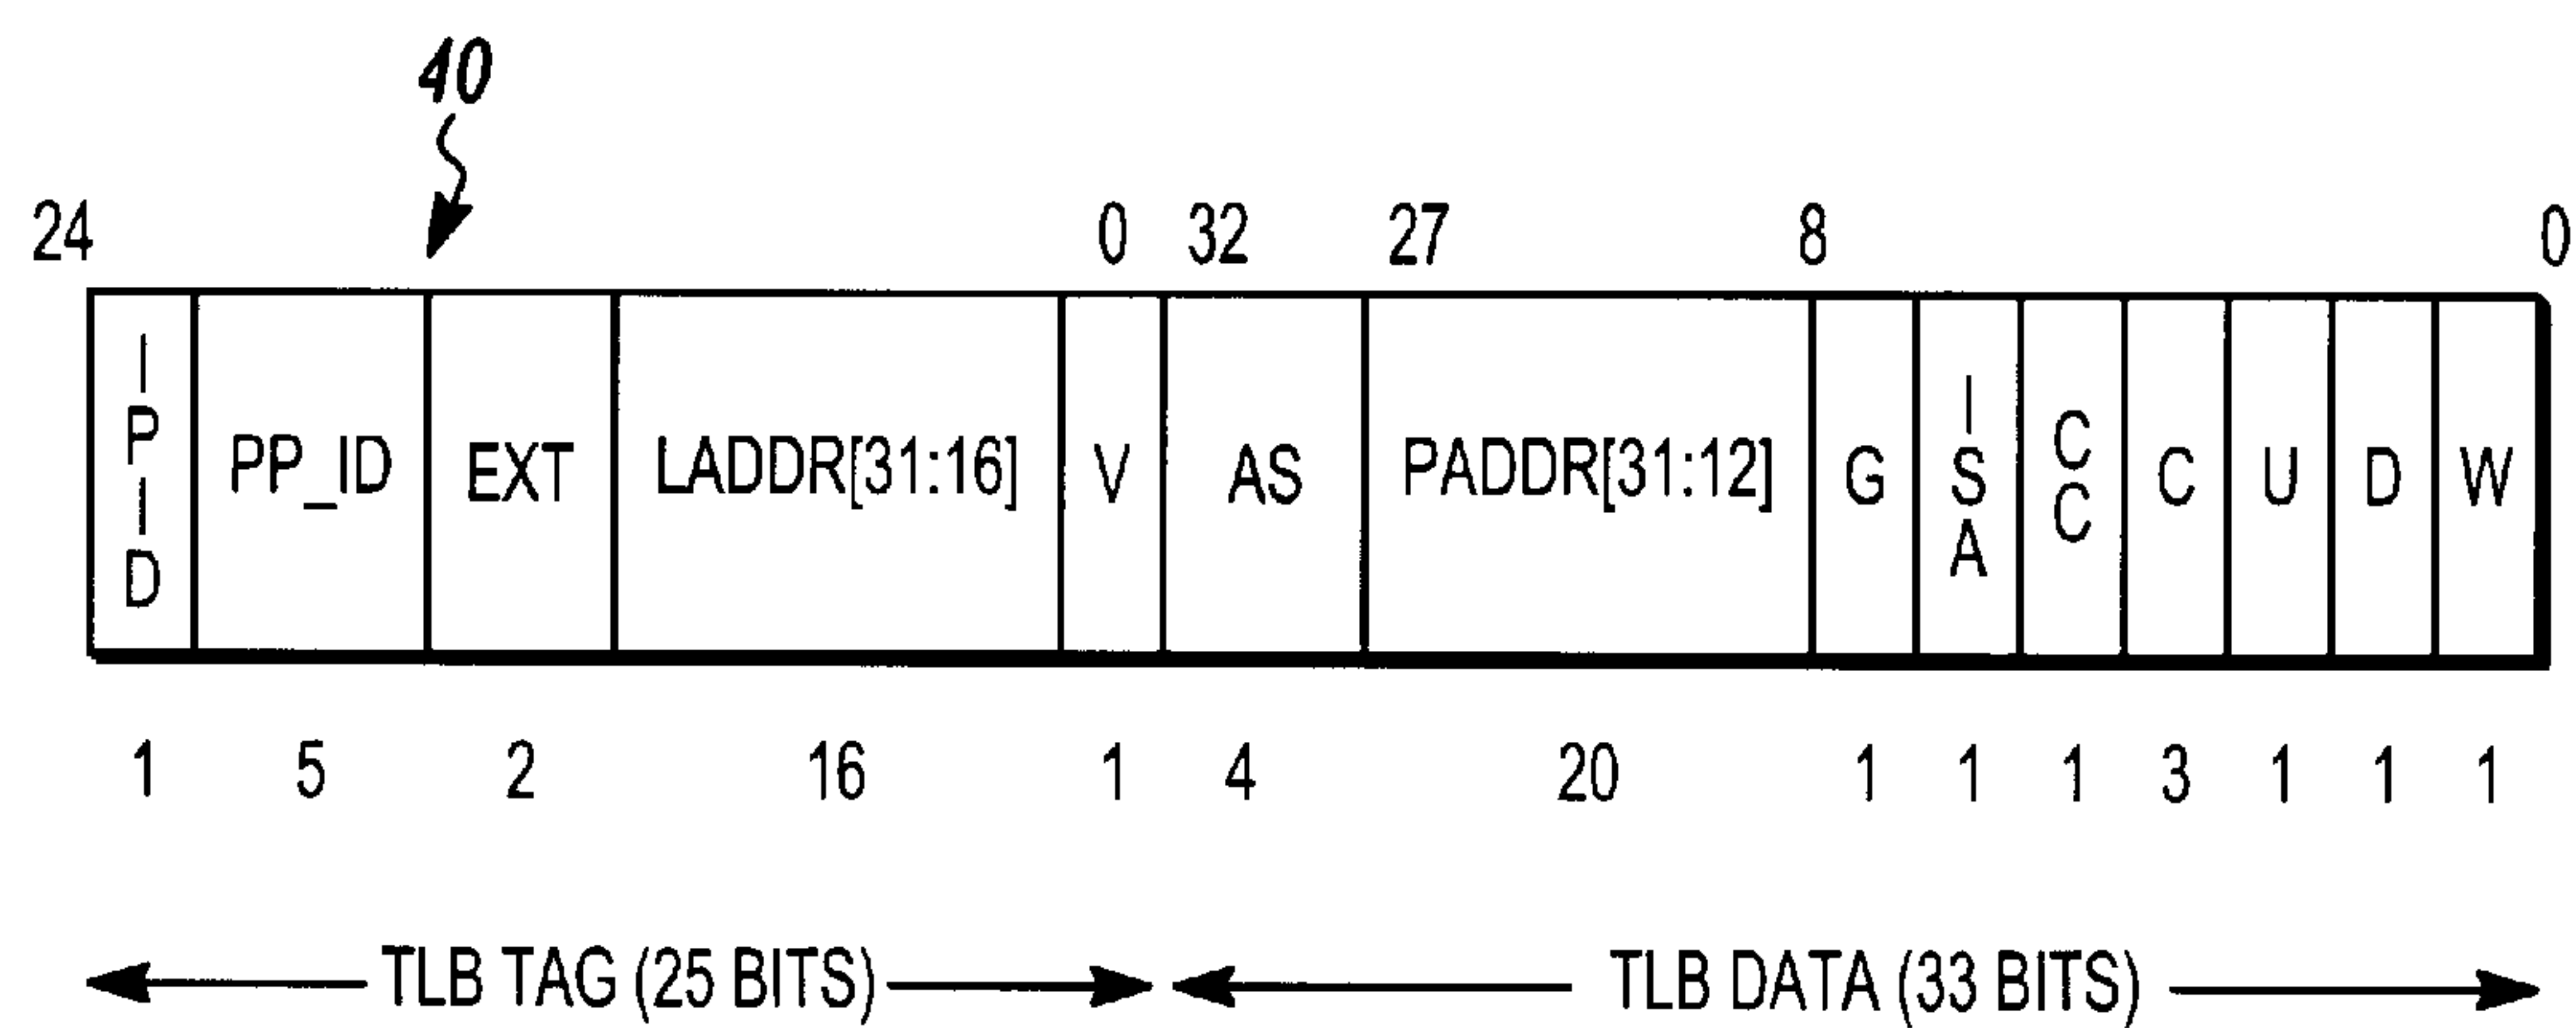 40
24 0 32 27 8 0
I_P_I_D PP_ID EXT LADDR[31:16] V AS PADDR[31:12] G I_SA CC C U D W
1 5 2 16 1 4 20 1 1 1 3 1 1 1
TLB TAG (25 BITS) TLB DATA (33 BITS)